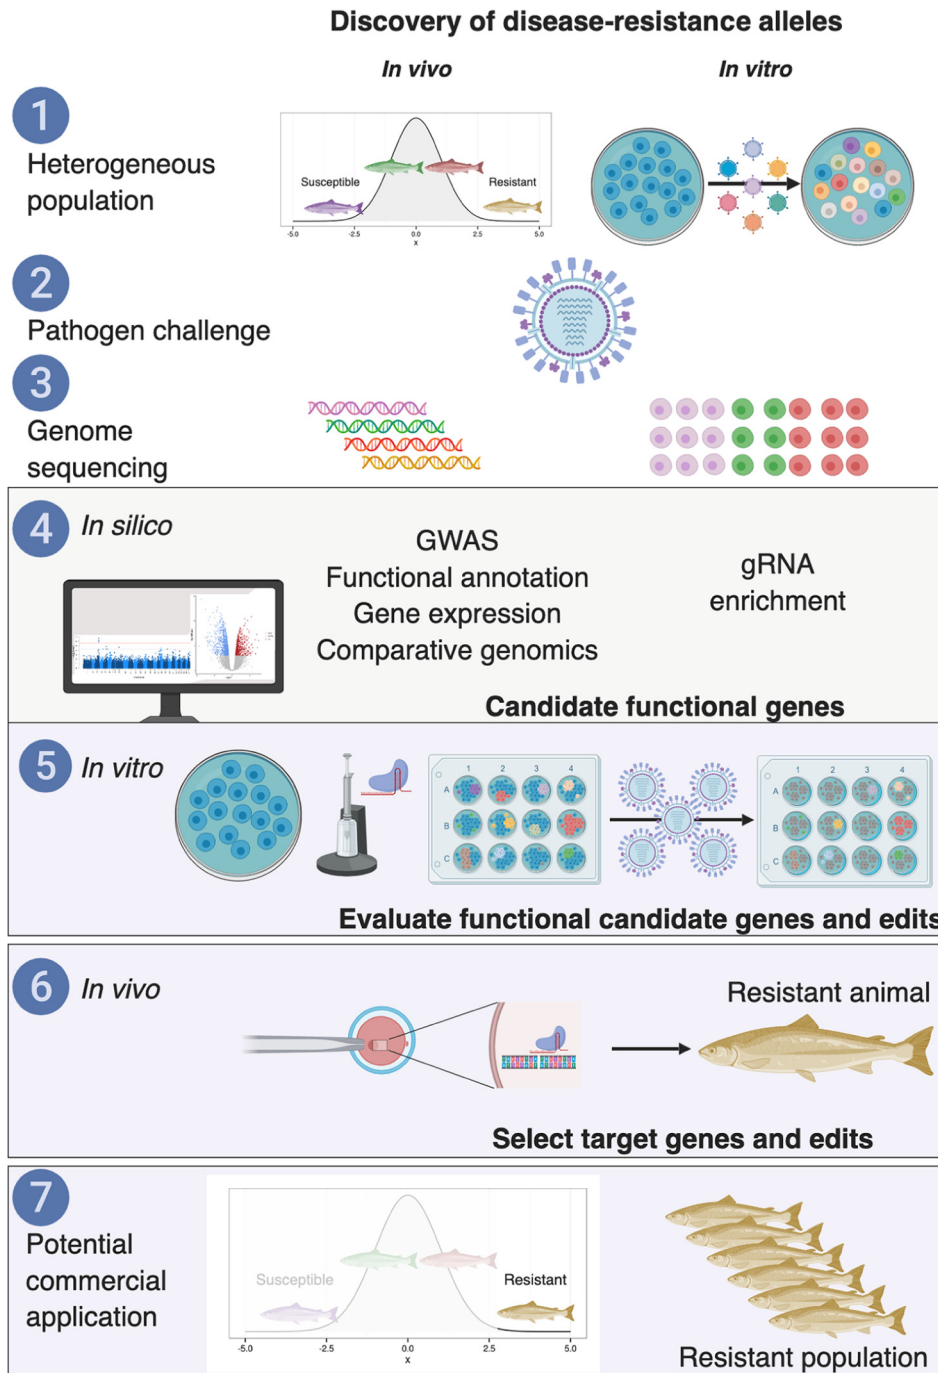 Discovery of disease-resistance alleles
In vivo
In vitro
1
Heterogeneous
population
Susceptible
Resistant
-5.0 -2.5 0.0 2.5 5.0
x
2
Pathogen challenge
3
Genome
sequencing
4
In silico
GWAS
Functional annotation
Gene expression
Comparative genomics
gRNA
enrichment
Candidate functional genes
5
In vitro
1 2 3 4
A
B
C
1 2 3 4
A
B
C
Evaluate functional candidate genes and edits
6
In vivo
Resistant animal
Select target genes and edits
7
Potential
commercial
application
Susceptible
Resistant
-5.0 -2.5 0.0 2.5 5.0
x
Resistant population